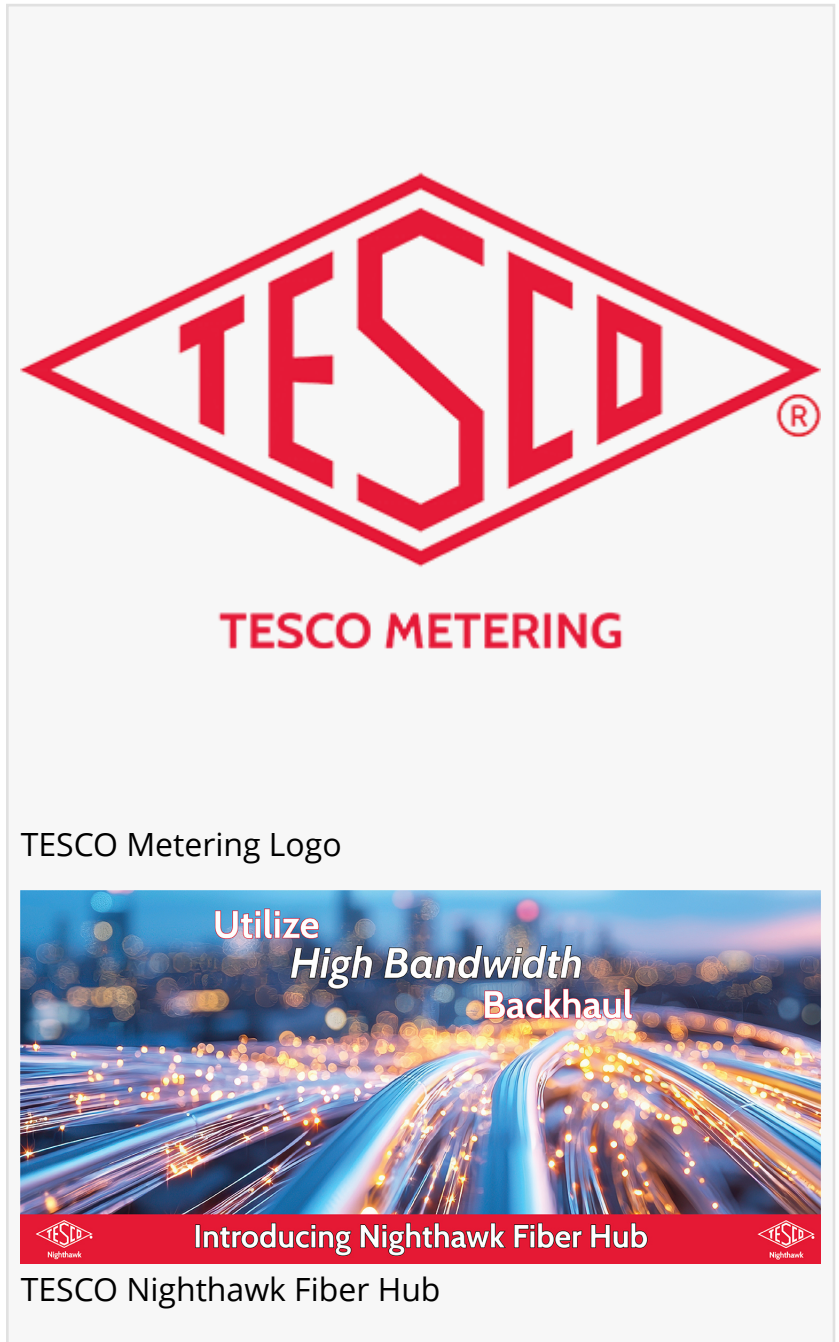 TESCO
®
TESCO METERING
TESCO Metering Logo
Utilize
High Bandwidth
Backhaul
TESCO
Nighthawk
Introducing Nighthawk Fiber Hub
TESCO
Nighthawk
TESCO Nighthawk Fiber Hub